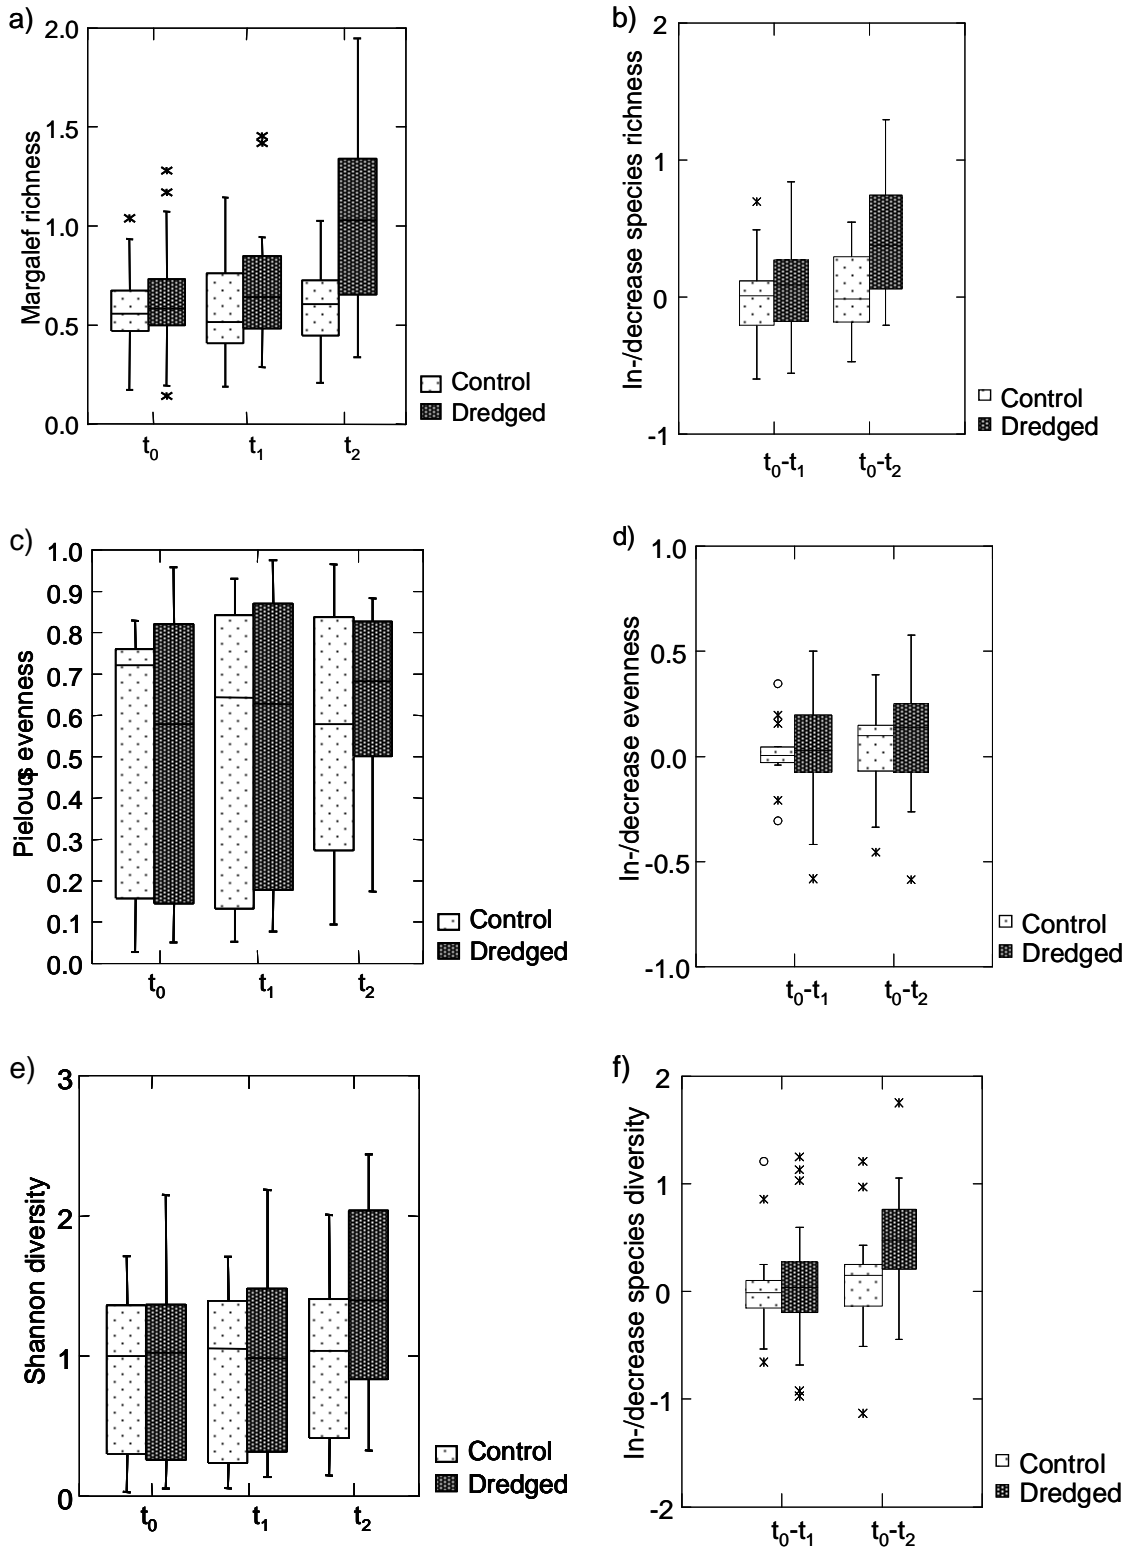 a)
2.0
1.5
1.0
0.5
0.0
Margalef richness
t0 t1 t2
Control
Dredged
b)
2
1
0
-1
In-/decrease species richness
t0-t1 t0-t2
Control
Dredged
c)
1.0
0.9
0.8
0.7
0.6
0.5
0.4
0.3
0.2
0.1
0.0
evenness
t0 t1 t2
Control
Dredged
d)
1.0
0.5
0.0
-0.5
-1.0
In-/decrease evenness
t0-t1 t0-t2
Control
Dredged
e)
3
2
1
0
Shannon diversity
t0 t1 t2
Control
Dredged
f)
2
1
0
-1
-2
In-/decrease species diversity
t0-t1 t0-t2
Control
Dredged